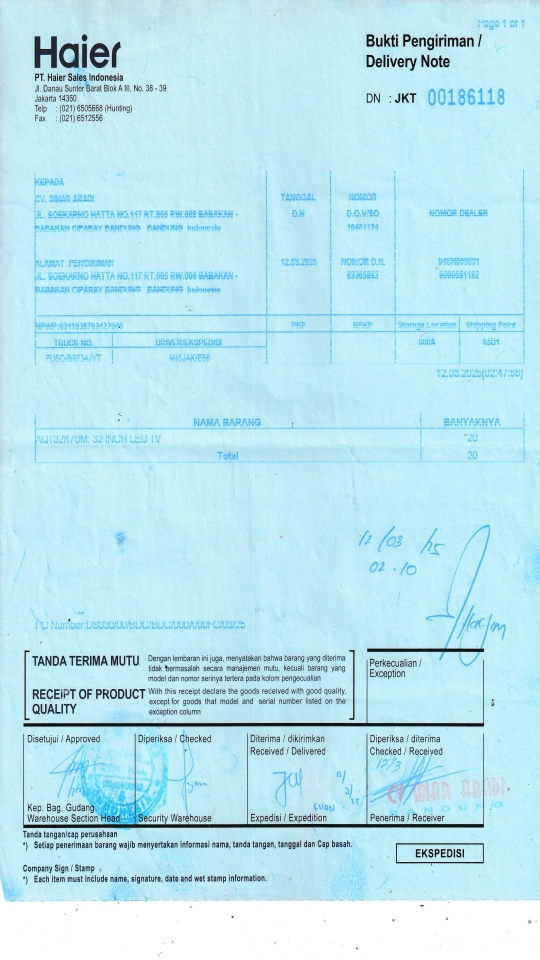 Page 1 of 1
Haier
Bukti Pengiriman /
Delivery Note
PT. Haier Sales Indonesia
Jl. Danau Sunter Barat Blok A III, No. 38 - 39
Jakarta 14350
Telp : (021) 6505668 (Hunting)
Fax : (021) 6512556
DN : JKT 00186118
KEPADA
CV. SINAR ABADI
TANGGAL
NOMOR
JL. SOEKARNO HATTA NO.117 RT.005 RW.008 BABAKAN -
D.N
D.O.V/SO
NOMOR DEALER
BABAKAN CIPARAY BANDUNG BANDUNG Indonesia
ALAMAT PENGIRIMAN
12.03.2025
NOMOR D.N.
JL. SOEKARNO HATTA NO.117 RT.005 RW.008 BABAKAN -
83365883
BABAKAN CIPARAY BANDUNG BANDUNG Indonesia
PKP
Storage Location
Shipping Point
TRUCK NO.
DRIVER/EKSPEDISI
NAMA BARANG
BANYAKNYA
32 INCH LED TV
20
Total
20
12/03/25
02.10
PO Number:
TANDA TERIMA MUTU
Dengan lembaran ini juga, menyatakan bahwa barang yang diterima
tidak bermasalah secara manajemen mutu, kecuali barang yang
model dan nomor serinya tertera pada kolom pengecualian
Perkecualian /
Exception
RECEIPT OF PRODUCT
QUALITY
With this receipt declare the goods received with good quality,
except for goods that model and serial number listed on the
exception column
Disetujui / Approved
Diperiksa / Checked
Diterima / dikirimkan
Received / Delivered
Diperiksa / diterima
Checked / Received
12/3
Kep. Bag. Gudang
Warehouse Section Head
Security Warehouse
Expedisi / Expedition
Penerima / Receiver
Tanda tangan/cap perusahaan
*) Setiap penerimaan barang wajib menyertakan informasi nama, tanda tangan, tanggal dan Cap basah.
EKSPEDISI
Company Sign / Stamp
*) Each item must include name, signature, date and wet stamp information.